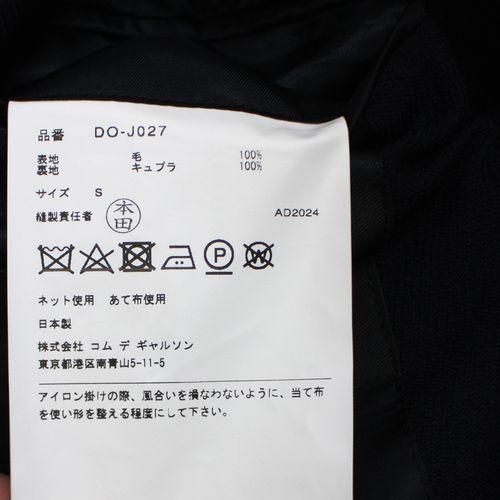 品番 DO-J027
表地 毛 100%
裏地 キュプラ 100%
サイズ S
縫製責任者 本田
AD2024
P W
ネット使用 あて布使用
日本製
株式会社 コム デ ギャルソン
東京都港区南青山5-11-5
アイロン掛けの際、風合いを損なわないように、当て布
を使い形を整える程度にして下さい。